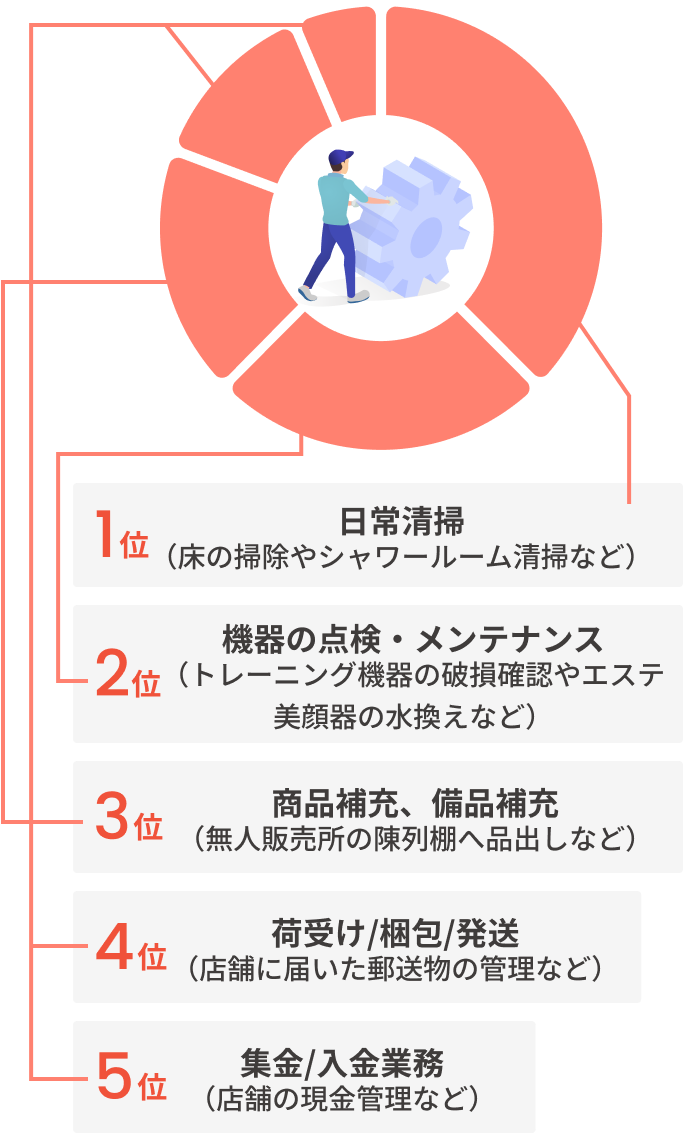 1位 日常清掃
（床の掃除やシャワールーム清掃など）
2位 機器の点検・メンテナンス
（トレーニング機器の破損確認やエステ
美顔器の水換えなど）
3位 商品補充、備品補充
（無人販売所の陳列棚へ品出しなど）
4位 荷受け/梱包/発送
（店舗に届いた郵送物の管理など）
5位 集金/入金業務
（店舗の現金管理など）